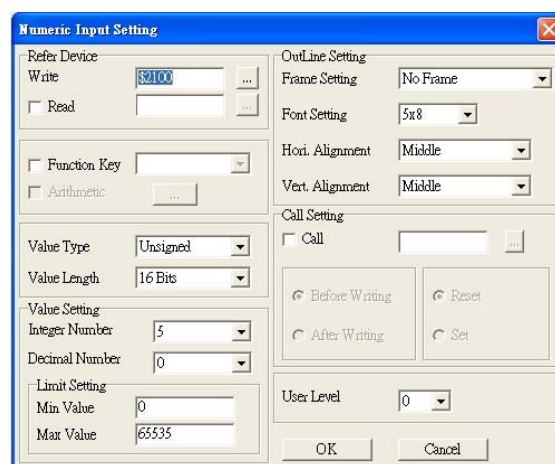 Numeric Input Setting
Refer Device
Write $2100 ...
Read ...
Function Key
Arithmetic ...
Value Type Unsigned
Value Length 16 Bits
Value Setting
Integer Number 5
Decimal Number 0
Limit Setting
Min Value 0
Max Value 65535
OutLine Setting
Frame Setting No Frame
Font Setting 5x8
Hori. Alignment Middle
Vert. Alignment Middle
Call Setting
Call ...
Before Writing Reset
After Writing Set
User Level 0
OK Cancel